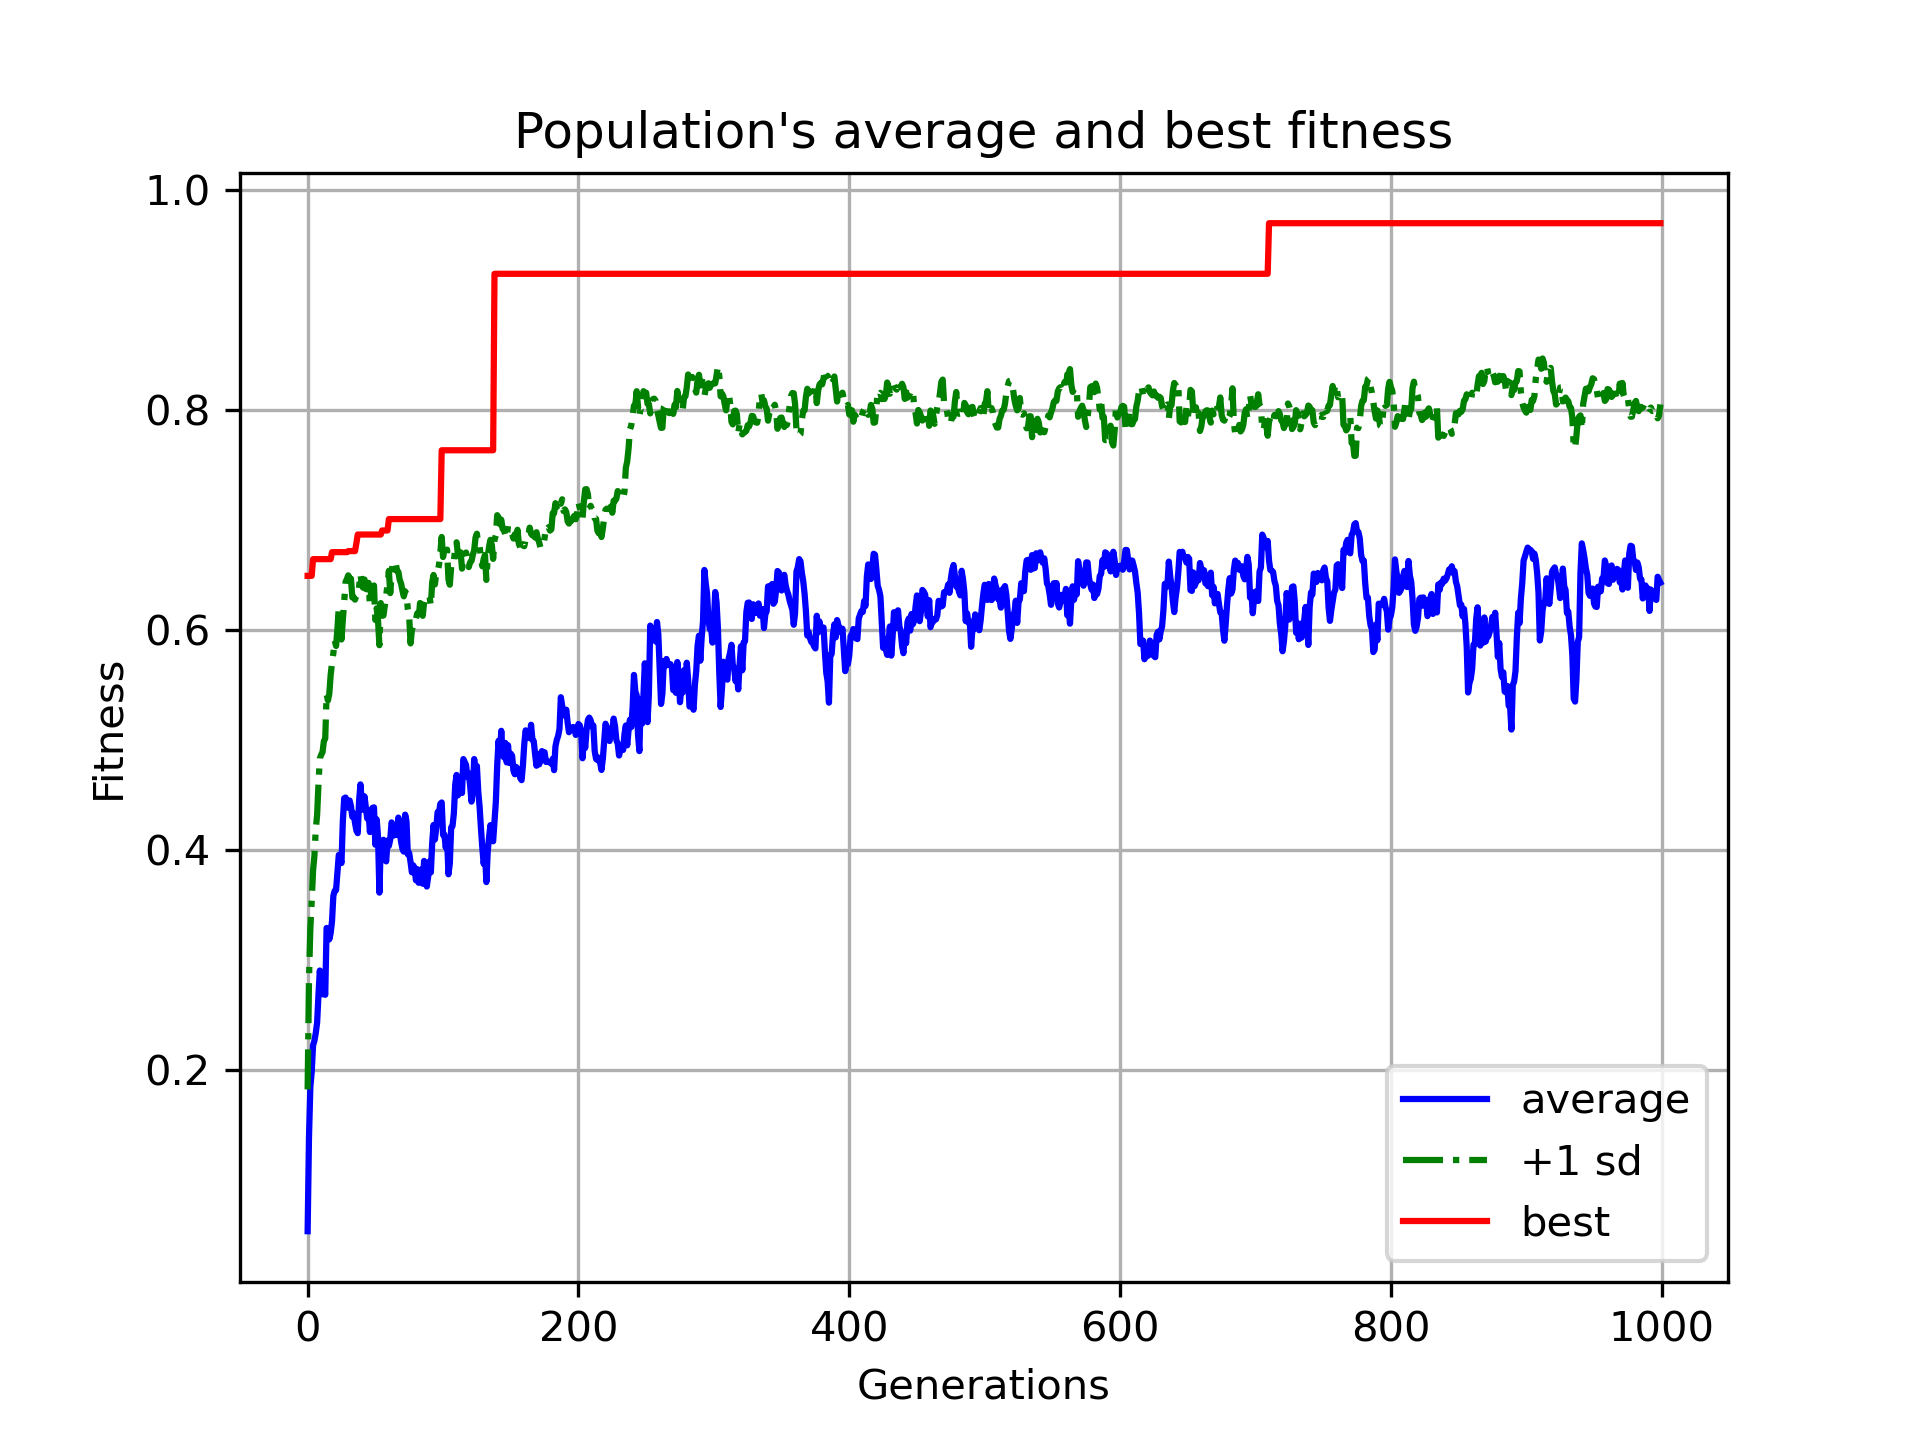 Population's average and best fitness
1.0
0.8
0.6
0.4
0.2
Fitness
0 200 400 600 800 1000
Generations
average
+1 sd
best